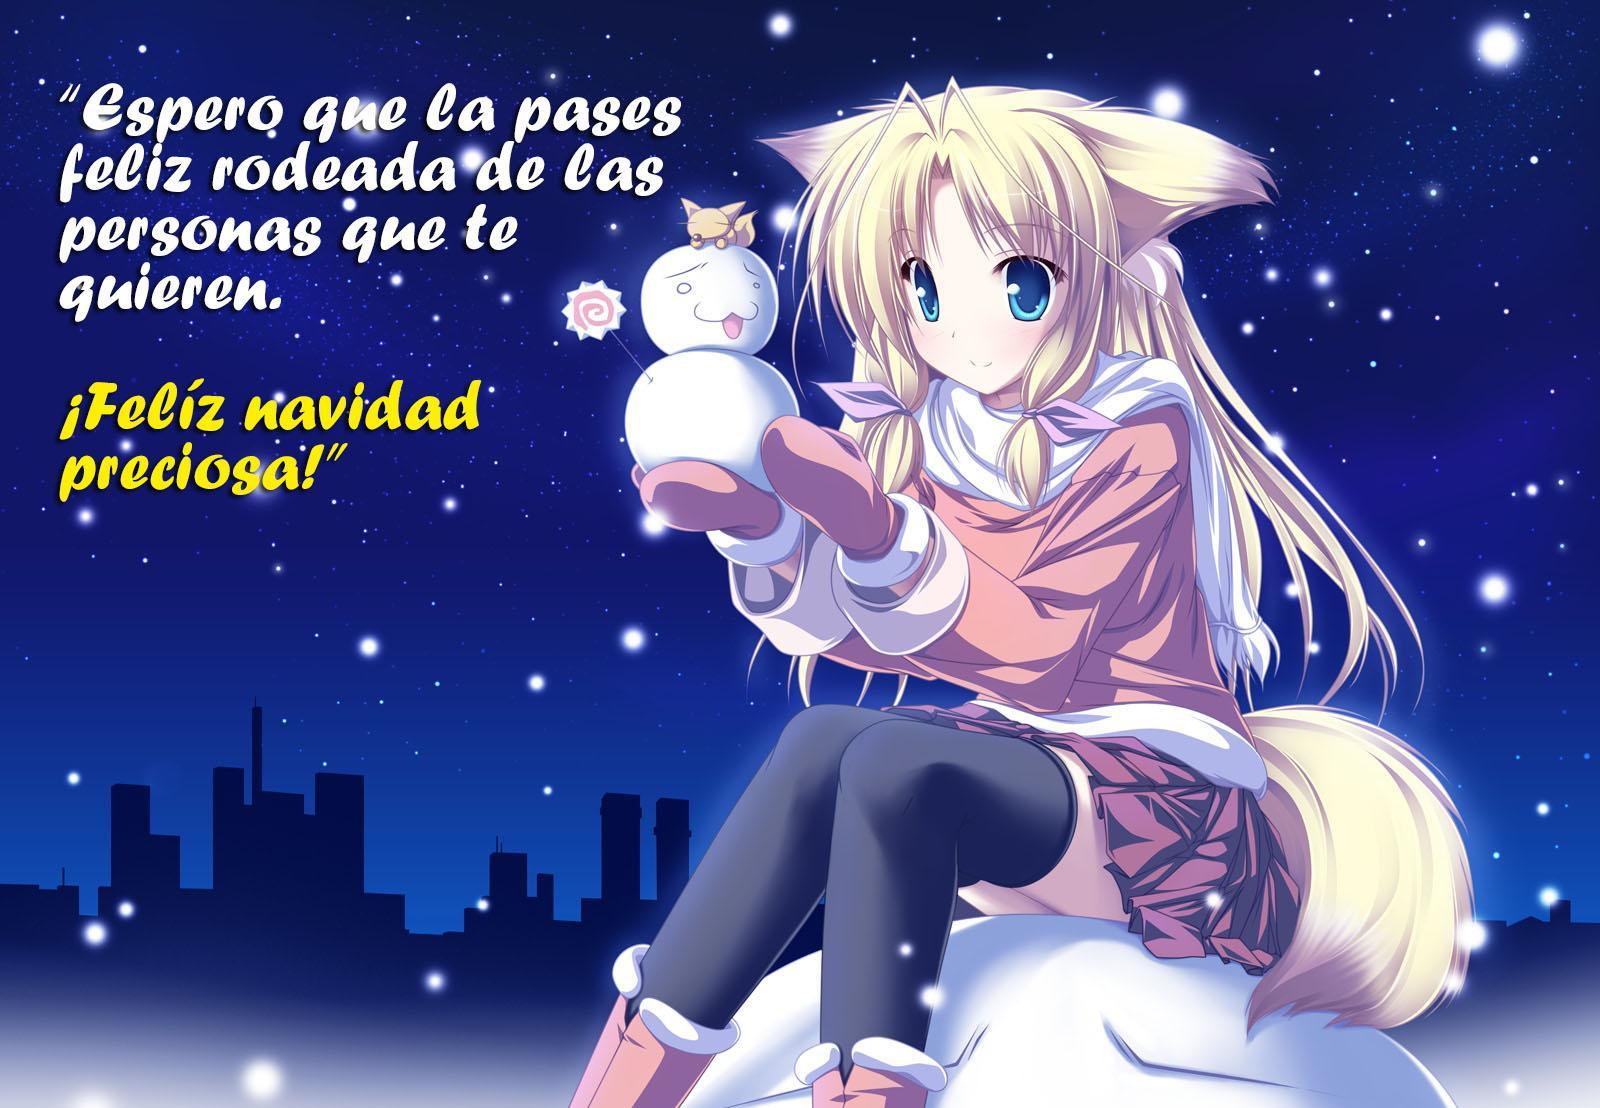 “Espero que la pases
feliz rodeada de las
personas que te
quieren.
¡Felíz navidad
preciosa!”